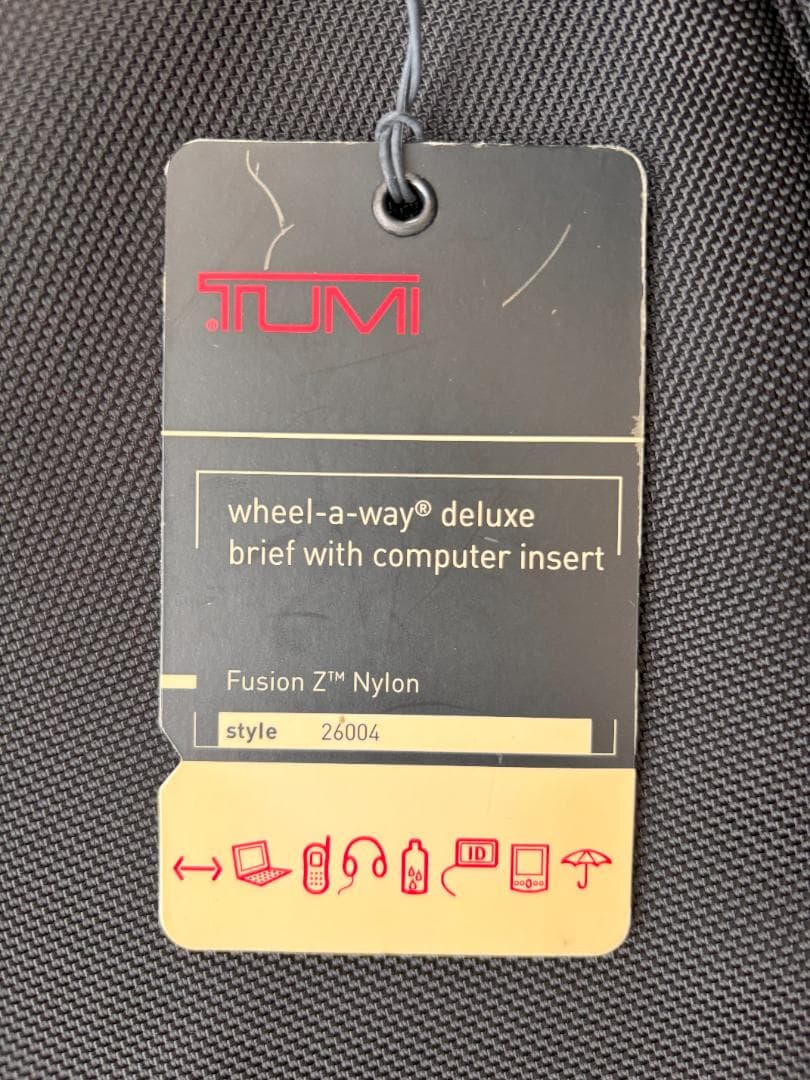 TUMI®
wheel-a-way® deluxe
brief with computer insert
Fusion Z™ Nylon
style 26004
ID